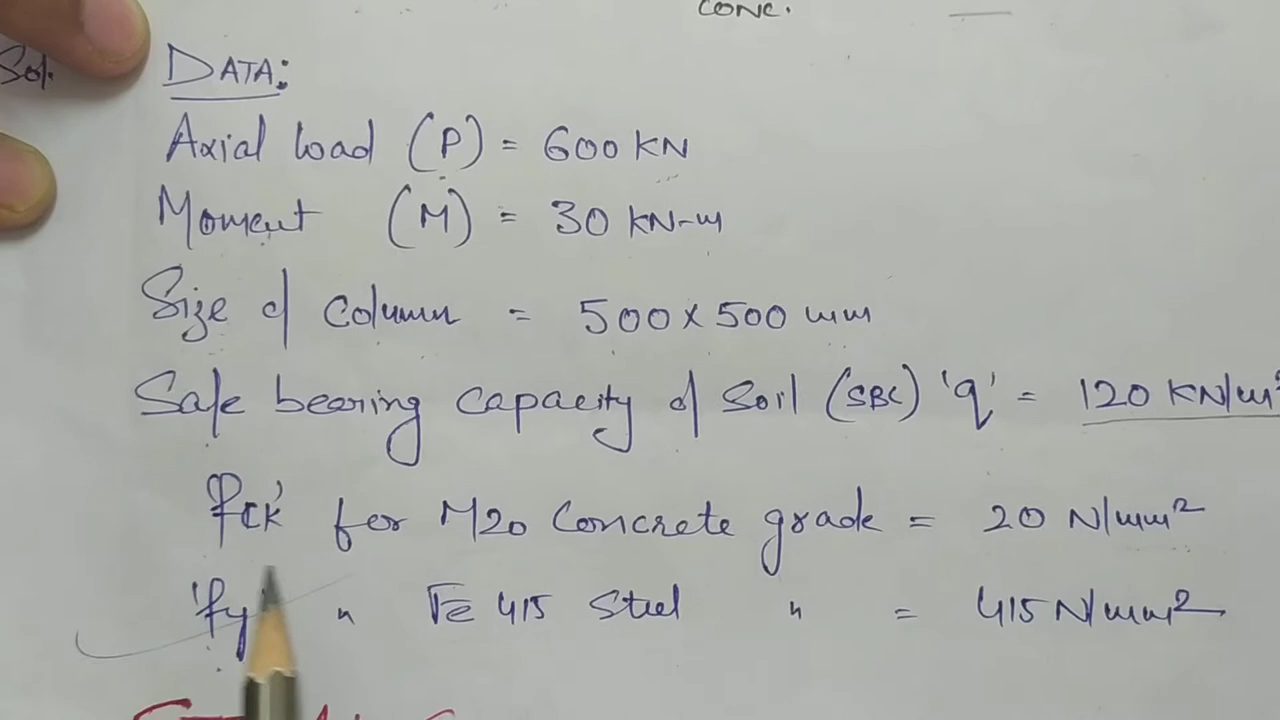 CONC.
Sol.
DATA:
Axial load (P) = 600 KN
Moment (M) = 30 KN-m
Size of column = 500 x 500 mm
Safe bearing capacity of Soil (SBC) 'q' = 120 KN/m²
'fck' for M20 Concrete grade = 20 N/mm²
'fy' " Fe 415 Steel " = 415 N/mm²